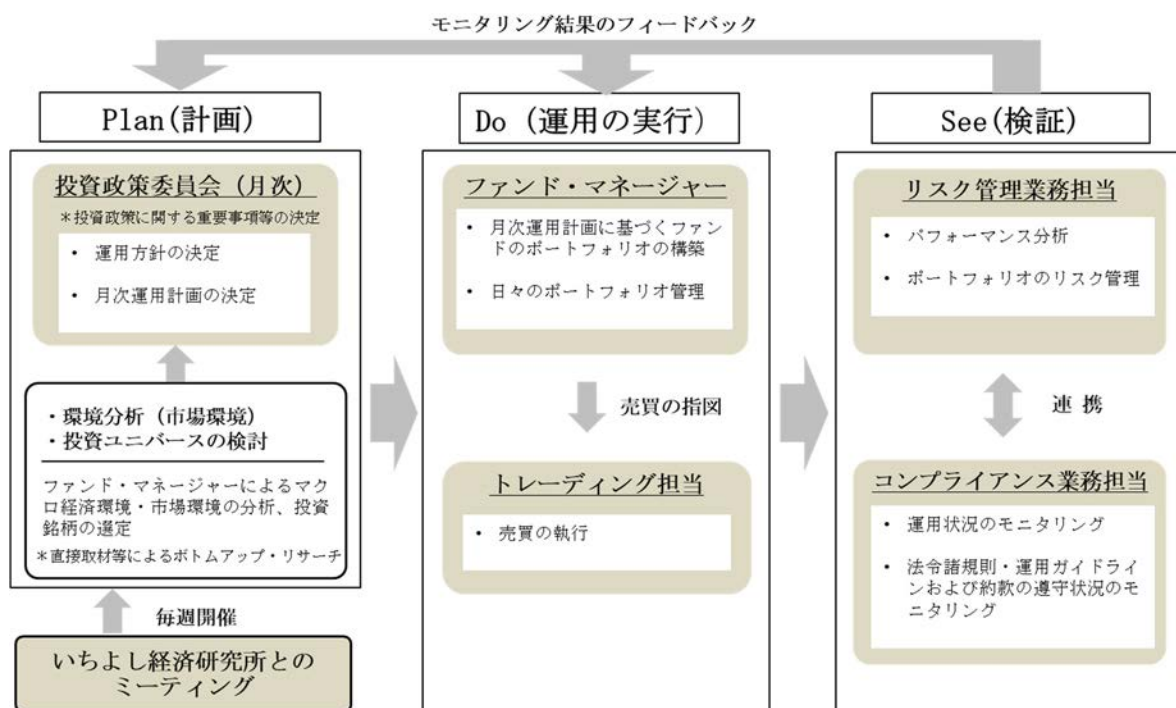 モニタリング結果のフィードバック
Plan(計画)
投資政策委員会（月次）
＊投資政策に関する重要事項等の決定
・ 運用方針の決定
・ 月次運用計画の決定
・環境分析（市場環境）
・投資ユニバースの検討
ファンド・マネージャーによるマク
ロ経済環境・市場環境の分析、投資
銘柄の選定
＊直接取材等によるボトムアップ・リサーチ
毎週開催
いちよし経済研究所との
ミーティング
Do（運用の実行）
ファンド・マネージャー
・ 月次運用計画に基づくファン
ドのポートフォリオの構築
・ 日々のポートフォリオ管理
売買の指図
トレーディング担当
・ 売買の執行
See(検証)
リスク管理業務担当
・ パフォーマンス分析
・ ポートフォリオのリスク管理
連 携
コンプライアンス業務担当
・ 運用状況のモニタリング
・ 法令諸規則・運用ガイドライ
ンおよび約款の遵守状況のモ
ニタリング